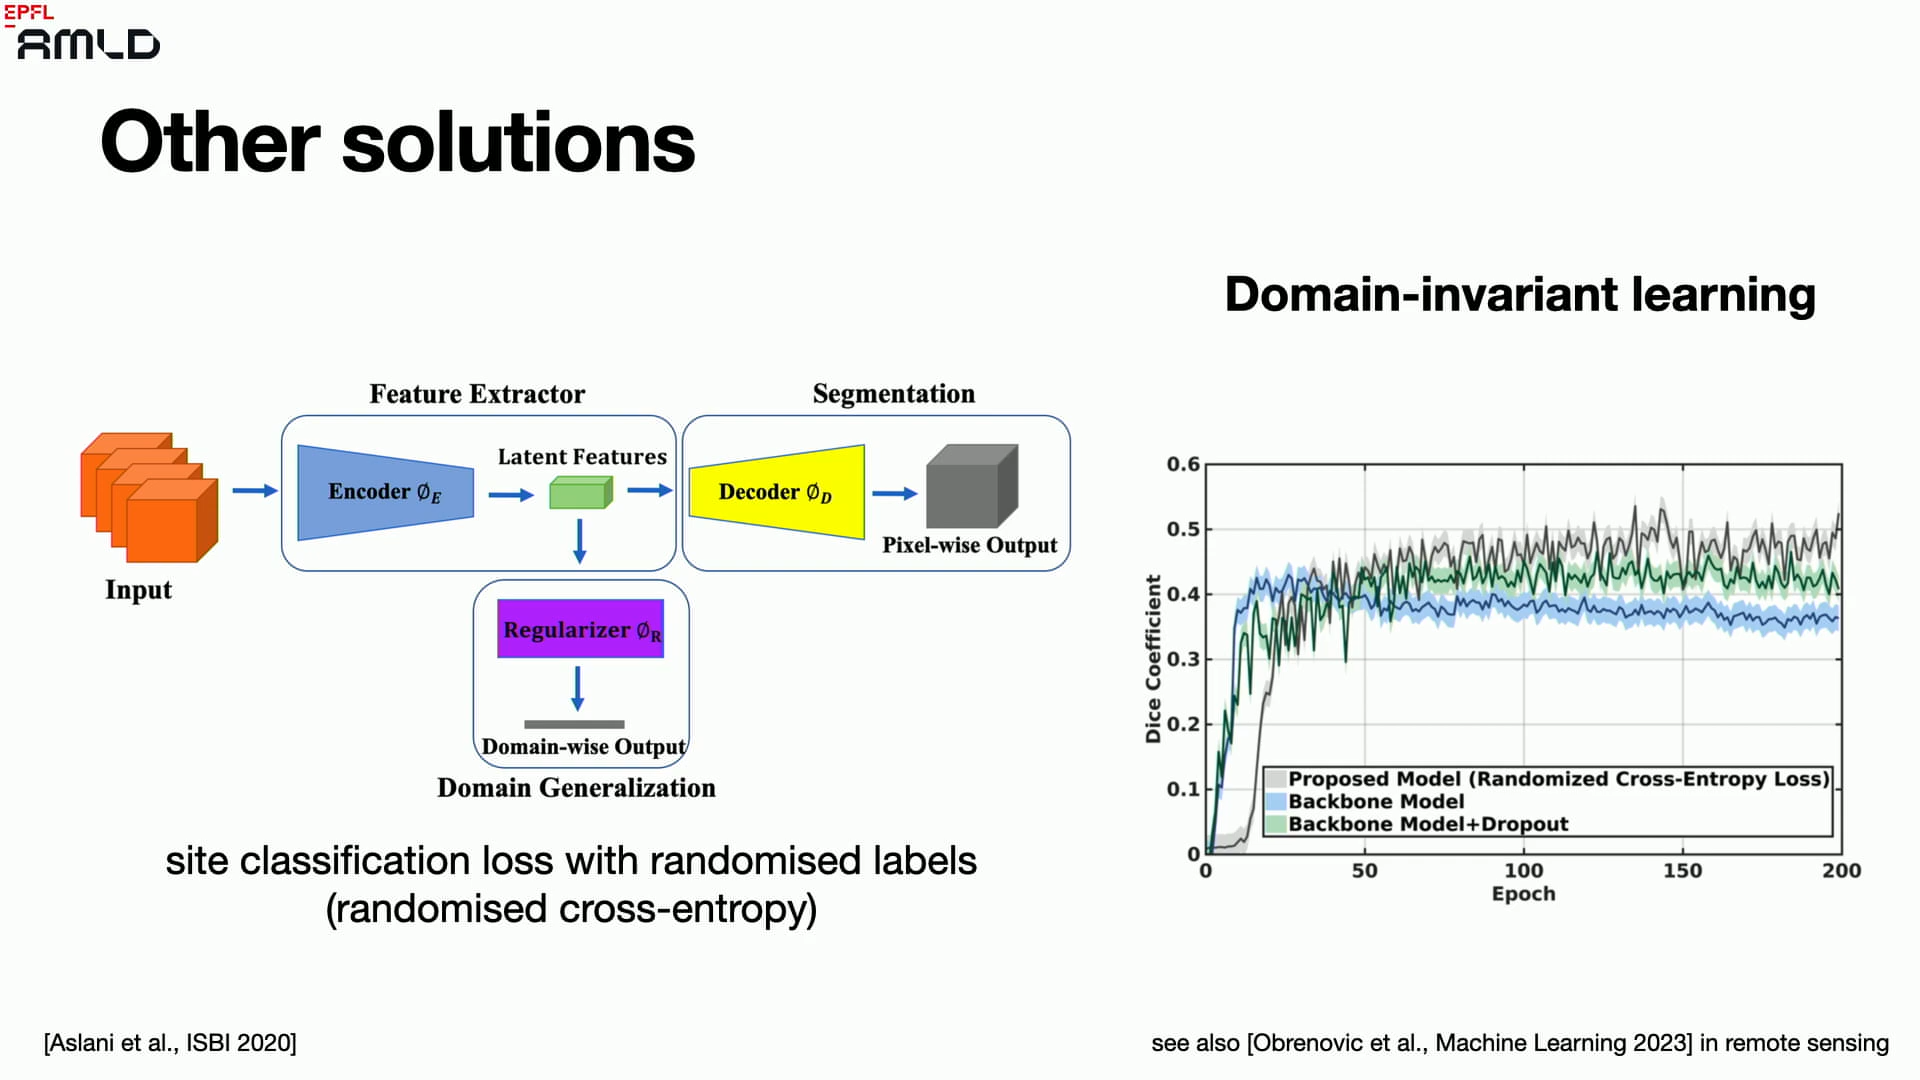 EPFL
AMLD
Other solutions
Domain-invariant learning
Feature Extractor
Segmentation
Latent Features
Encoder ∅E
Decoder ∅D
Pixel-wise Output
Input
Regularizer ∅R
Domain-wise Output
Domain Generalization
site classification loss with randomised labels
(randomised cross-entropy)
0.6
0.5
0.4
0.3
0.2
0.1
0
Dice Coefficient
Proposed Model (Randomized Cross-Entropy Loss)
Backbone Model
Backbone Model+Dropout
0 50 100 150 200
Epoch
[Aslani et al., ISBI 2020]
see also [Obrenovic et al., Machine Learning 2023] in remote sensing